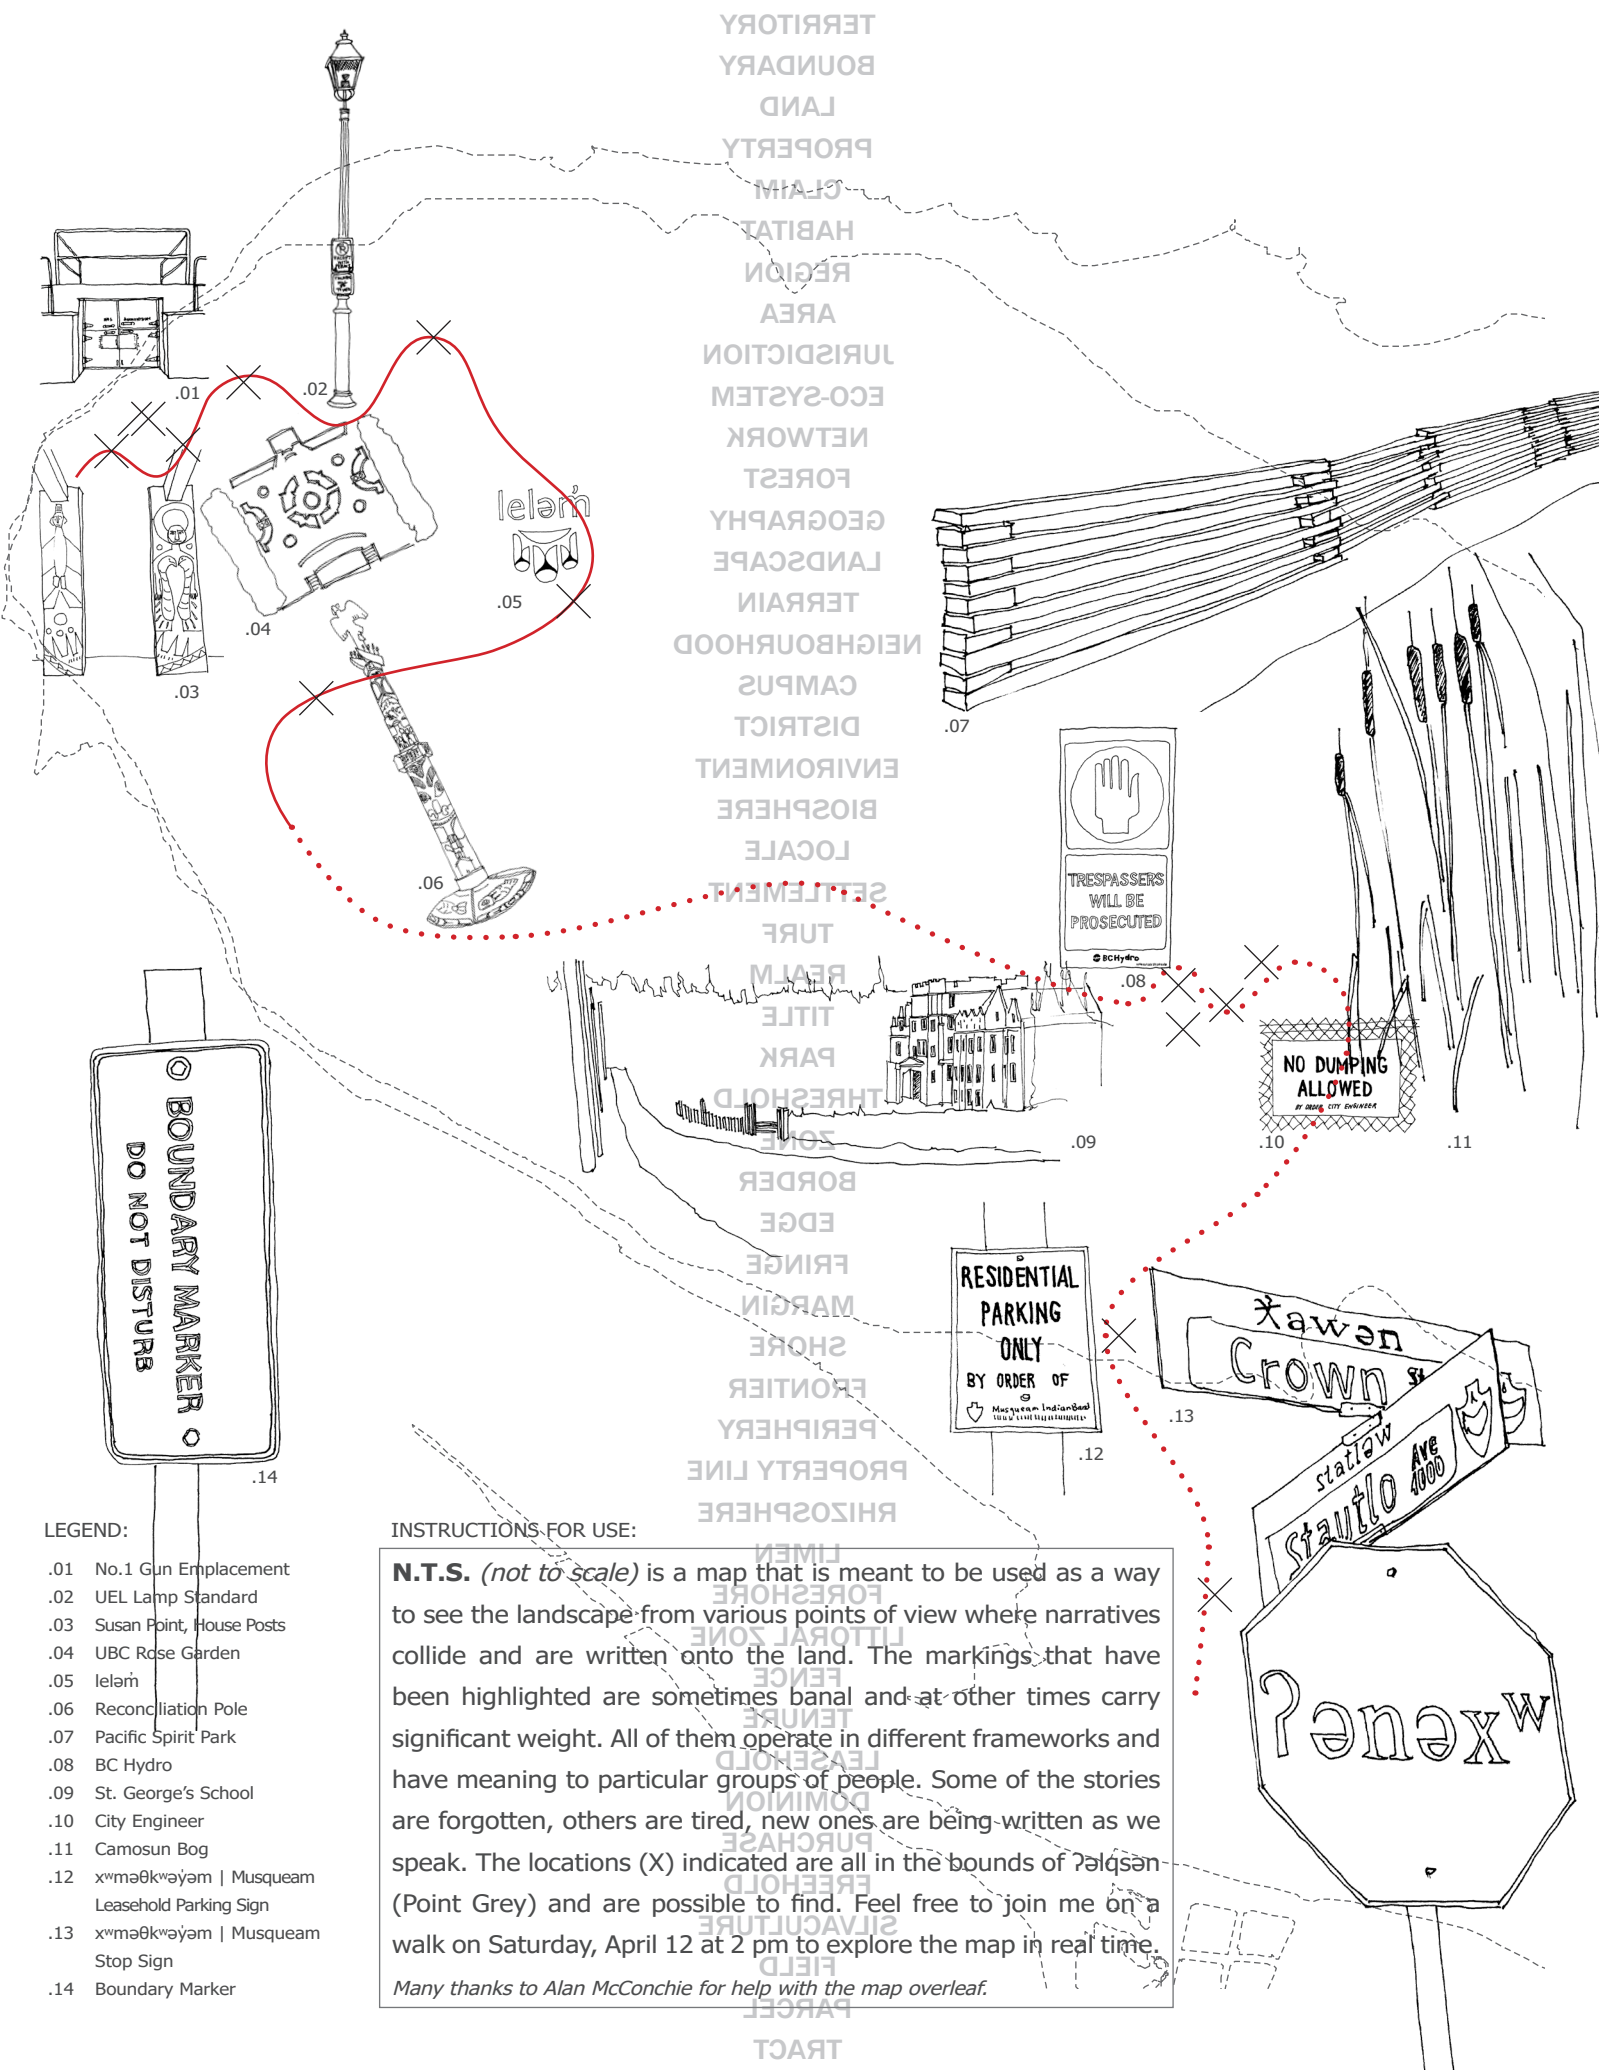 TERRITORY
BOUNDARY
LAND
PROPERTY
CLAIM
HABITAT
REGION
AREA
JURISDICTION
ECO-SYSTEM
NETWORK
FOREST
GEOGRAPHY
LANDSCAPE
TERRAIN
NEIGHBOURHOOD
CAMPUS
DISTRICT
ENVIRONMENT
BIOSPHERE
LOCALE
SETTLEMENT
TURF
REALM
TITLE
PARK
THRESHOLD
ZONE
BORDER
EDGE
FRINGE
MARGIN
SHORE
FRONTIER
PERIPHERY
PROPERTY LINE
RHIZOSPHERE
LIMEN
FORESHORE
LITTORAL ZONE
FENCE
TENURE
LEASEHOLD
DOMINION
PURCHASE
FREEHOLD
SILVACULTURE
FIELD
PARCEL
TRACT
.01
.02
.03
.04
leləm̓
.05
.06
.07
TRESPASSERS
WILL BE
PROSECUTED
BC Hydro
.08
.09
NO DUMPING
ALLOWED
BY ORDER CITY ENGINEER
.10
.11
RESIDENTIAL
PARKING
ONLY
BY ORDER OF
Musqueam Indian Band
.12
x̌awən
Crown St
.13
statləw
Stautlo Ave
4000
ʔənəxʷ
BOUNDARY MARKER
DO NOT DISTURB
.14
LEGEND:
.01 No.1 Gun Emplacement
.02 UEL Lamp Standard
.03 Susan Point, House Posts
.04 UBC Rose Garden
.05 leləm̓
.06 Reconciliation Pole
.07 Pacific Spirit Park
.08 BC Hydro
.09 St. George's School
.10 City Engineer
.11 Camosun Bog
.12 xʷməθkʷəy̓əm | Musqueam
Leasehold Parking Sign
.13 xʷməθkʷəy̓əm | Musqueam
Stop Sign
.14 Boundary Marker
INSTRUCTIONS FOR USE:
N.T.S. (not to scale) is a map that is meant to be used as a way
to see the landscape from various points of view where narratives
collide and are written onto the land. The markings that have
been highlighted are sometimes banal and at other times carry
significant weight. All of them operate in different frameworks and
have meaning to particular groups of people. Some of the stories
are forgotten, others are tired, new ones are being written as we
speak. The locations (X) indicated are all in the bounds of ʔəlqsən
(Point Grey) and are possible to find. Feel free to join me on a
walk on Saturday, April 12 at 2 pm to explore the map in real time.
Many thanks to Alan McConchie for help with the map overleaf.